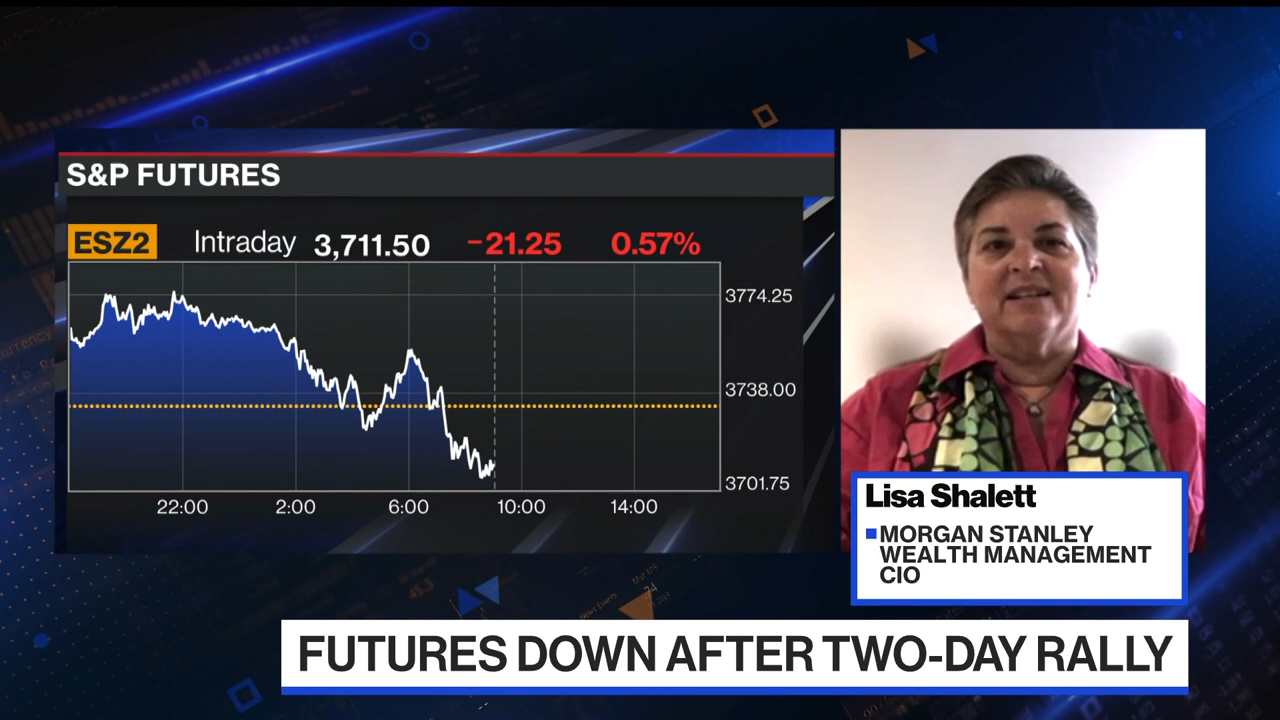 S&P FUTURES
ESZ2 Intraday 3,711.50 -21.25 0.57%
3774.25
3738.00
3701.75
22:00 2:00 6:00 10:00 14:00
Lisa Shalett
MORGAN STANLEY
WEALTH MANAGEMENT
CIO
FUTURES DOWN AFTER TWO-DAY RALLY